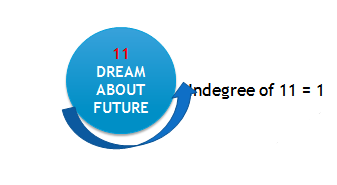 11
DREAM
ABOUT
FUTURE
Indegree of 11 = 1